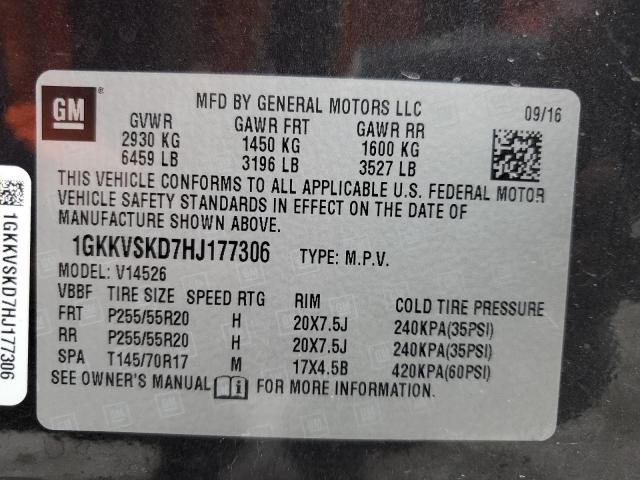 GM
MFD BY GENERAL MOTORS LLC
09/16
GVWR GAWR FRT GAWR RR
2930 KG 1450 KG 1600 KG
6459 LB 3196 LB 3527 LB
THIS VEHICLE CONFORMS TO ALL APPLICABLE U.S. FEDERAL MOTOR
VEHICLE SAFETY STANDARDS IN EFFECT ON THE DATE OF
MANUFACTURE SHOWN ABOVE.
1GKKVSKD7HJ177306 TYPE: M.P.V.
MODEL: V14526
VBBF TIRE SIZE SPEED RTG RIM COLD TIRE PRESSURE
FRT P255/55R20 H 20X7.5J 240KPA(35PSI)
RR P255/55R20 H 20X7.5J 240KPA(35PSI)
SPA T145/70R17 M 17X4.5B 420KPA(60PSI)
SEE OWNER'S MANUAL FOR MORE INFORMATION.
1GKKVSKD7HJ177306